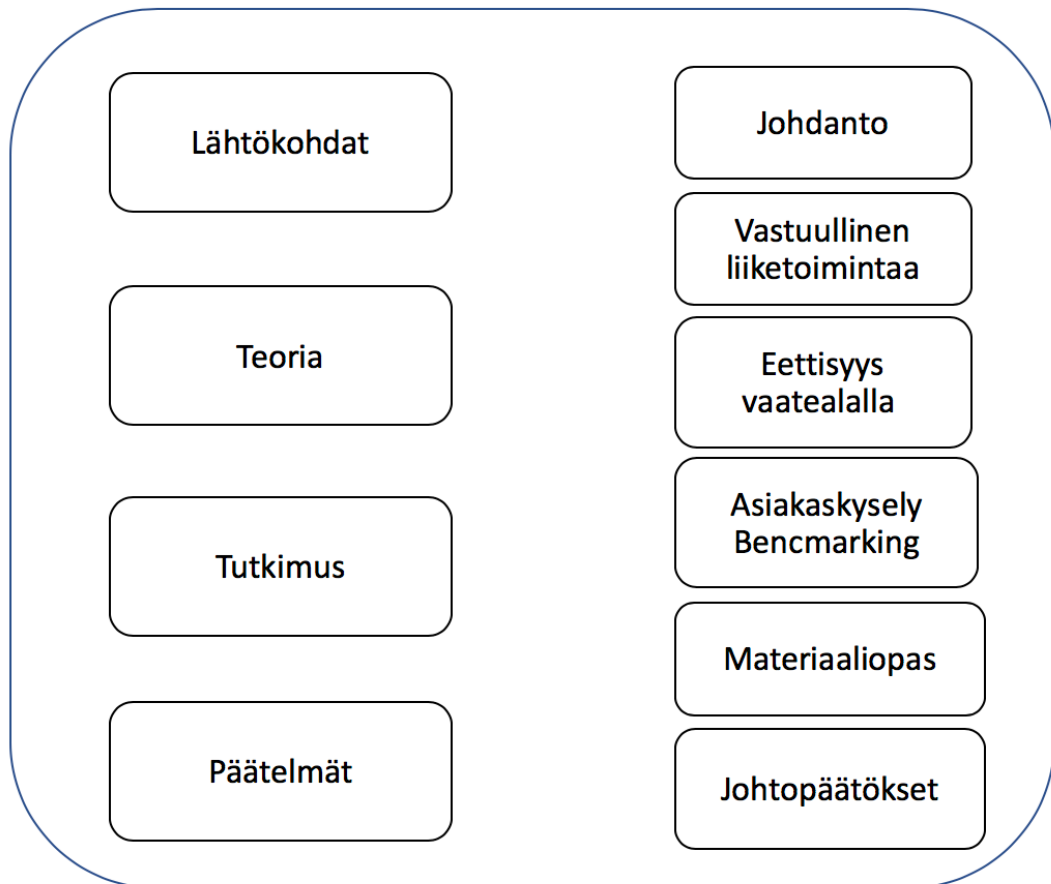 Lähtökohdat
Teoria
Tutkimus
Päätelmät
Johdanto
Vastuullinen
liiketoimintaa
Eettisyys
vaatealalla
Asiakaskysely
Bencmarking
Materiaaliopas
Johtopäätökset